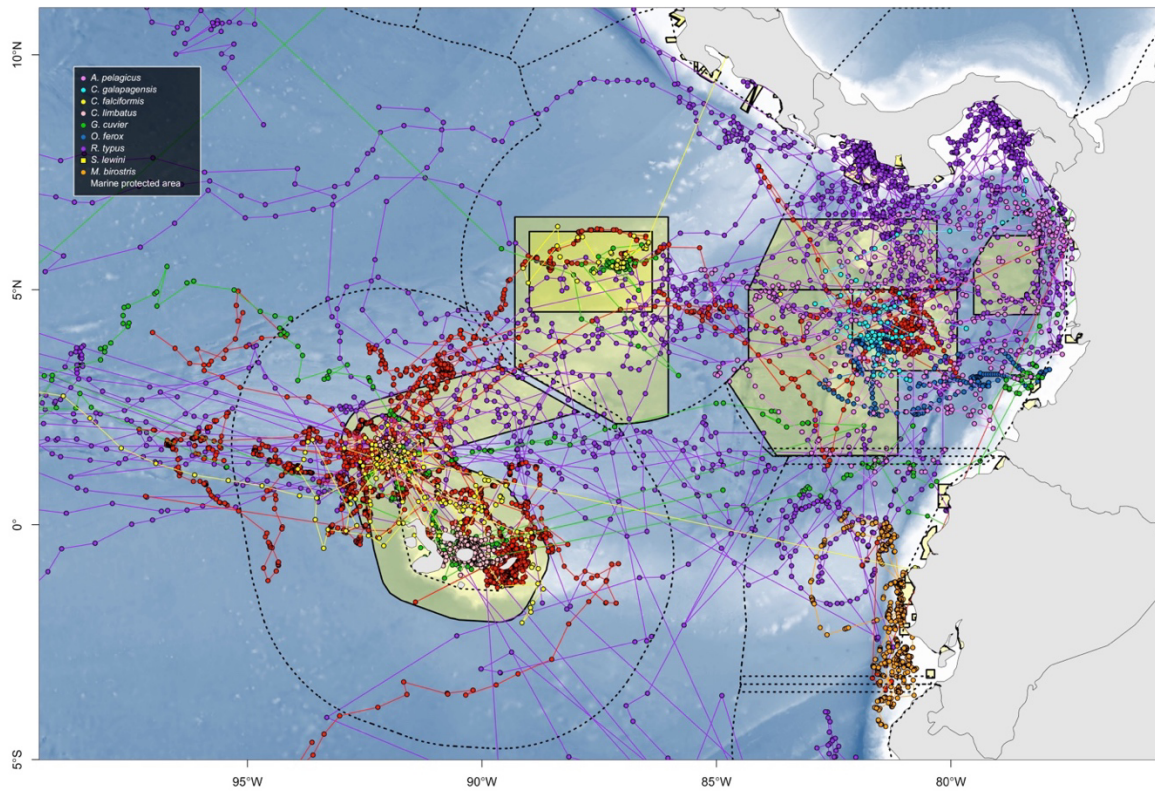 10°N
A. pelagicus
C. galapagensis
C. falciformis
C. limbatus
G. cuvier
O. ferox
R. typus
S. lewini
M. birostris
Marine protected area
5°N
0°
5°S
95°W
90°W
85°W
80°W